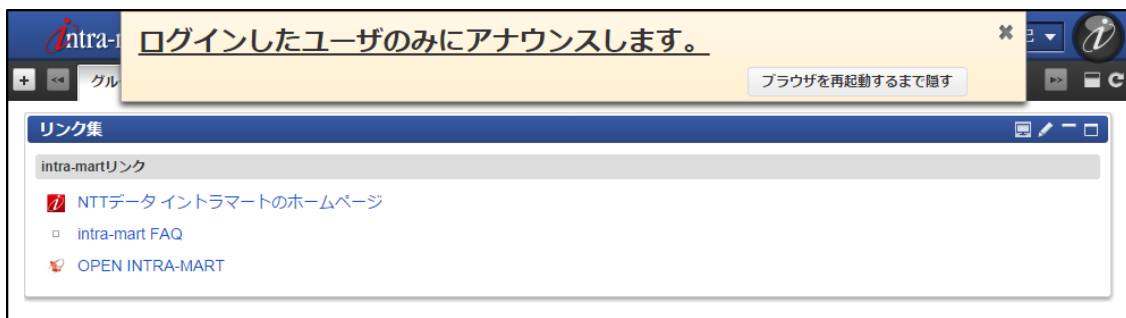 intra-
ログインしたユーザのみにアナウンスします。
グル
ブラウザを再起動するまで隠す
リンク集
intra-martリンク
NTTデータ イントラマートのホームページ
intra-mart FAQ
OPEN INTRA-MART